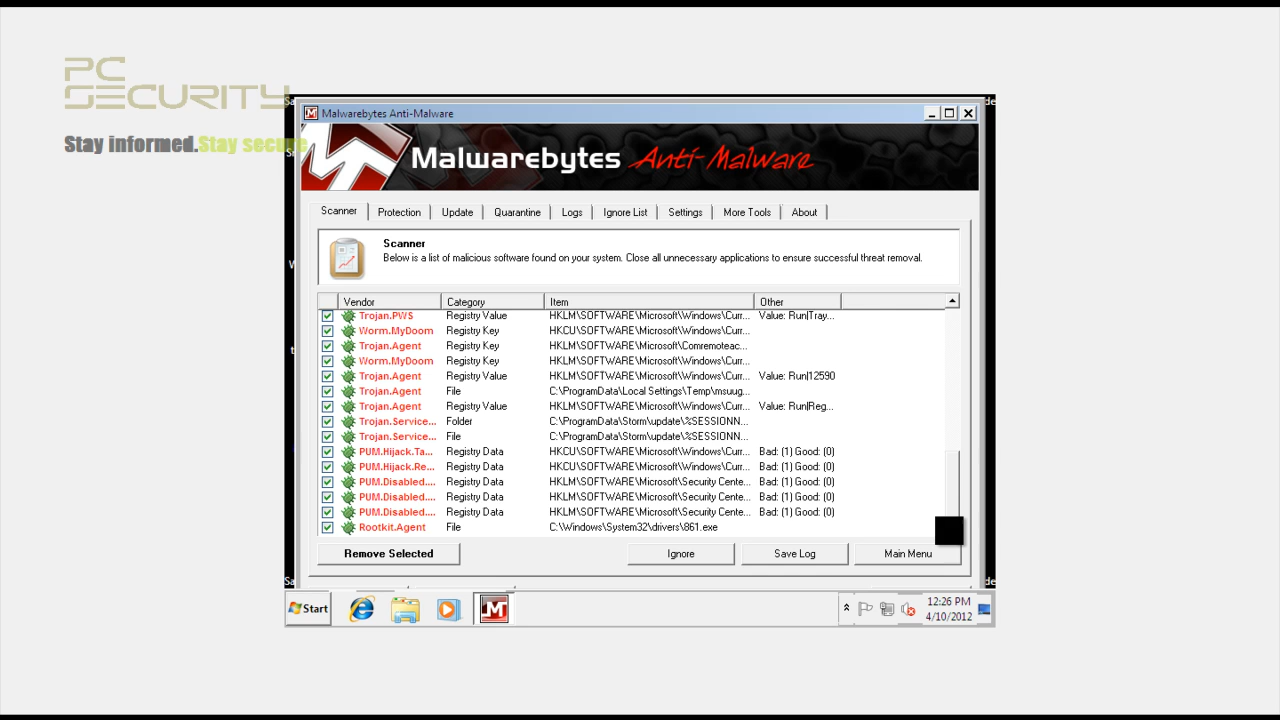 PC
SECURITY
Stay informed.Stay secure.
Malwarebytes Anti-Malware
Malwarebytes Anti-Malware
Scanner Protection Update Quarantine Logs Ignore List Settings More Tools About
Scanner
Below is a list of malicious software found on your system. Close all unnecessary applications to ensure successful threat removal.
Vendor Category Item Other
Trojan.PWS Registry Value HKLM\SOFTWARE\Microsoft\Windows\Curr... Value: Run|Tray...
Worm.MyDoom Registry Key HKCU\SOFTWARE\Microsoft\Windows\Curr...
Trojan.Agent Registry Key HKLM\SOFTWARE\Microsoft\Comremoteac...
Worm.MyDoom Registry Key HKLM\SOFTWARE\Microsoft\Windows\Curr...
Trojan.Agent Registry Value HKLM\SOFTWARE\Microsoft\Windows\Curr... Value: Run|12590
Trojan.Agent File C:\ProgramData\Local Settings\Temp\msuug...
Trojan.Agent Registry Value HKLM\SOFTWARE\Microsoft\Windows\Curr... Value: Run|Reg...
Trojan.Service... Folder C:\ProgramData\Storm\update\%SESSIONN...
Trojan.Service... File C:\ProgramData\Storm\update\%SESSIONN...
PUM.Hijack.Ta... Registry Data HKCU\SOFTWARE\Microsoft\Windows\Curr... Bad: (1) Good: (0)
PUM.Hijack.Re... Registry Data HKCU\SOFTWARE\Microsoft\Windows\Curr... Bad: (1) Good: (0)
PUM.Disabled.... Registry Data HKLM\SOFTWARE\Microsoft\Security Cente... Bad: (1) Good: (0)
PUM.Disabled.... Registry Data HKLM\SOFTWARE\Microsoft\Security Cente... Bad: (1) Good: (0)
PUM.Disabled.... Registry Data HKLM\SOFTWARE\Microsoft\Security Cente... Bad: (1) Good: (0)
Rootkit.Agent File C:\Windows\System32\drivers\861.exe
Remove Selected Ignore Save Log Main Menu
Start 12:26 PM
4/10/2012